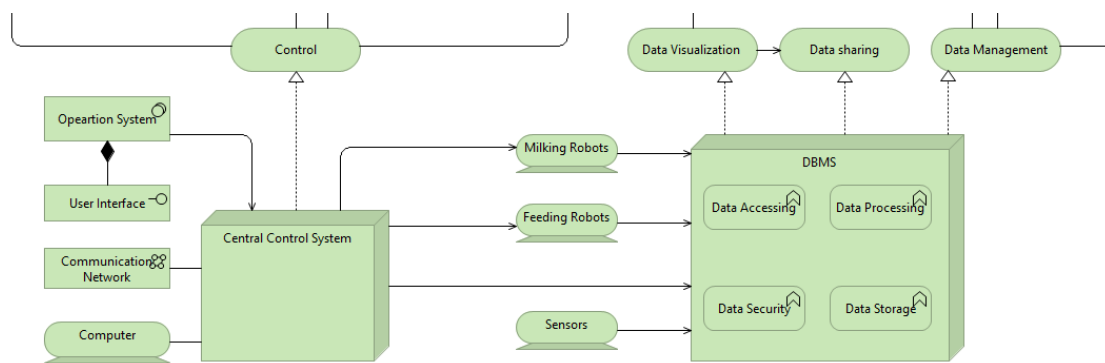 Control
Data Visualization
Data sharing
Data Management
Opeartion System
User Interface
Communication
Network
Computer
Central Control System
Milking Robots
Feeding Robots
Sensors
DBMS
Data Accessing
Data Processing
Data Security
Data Storage